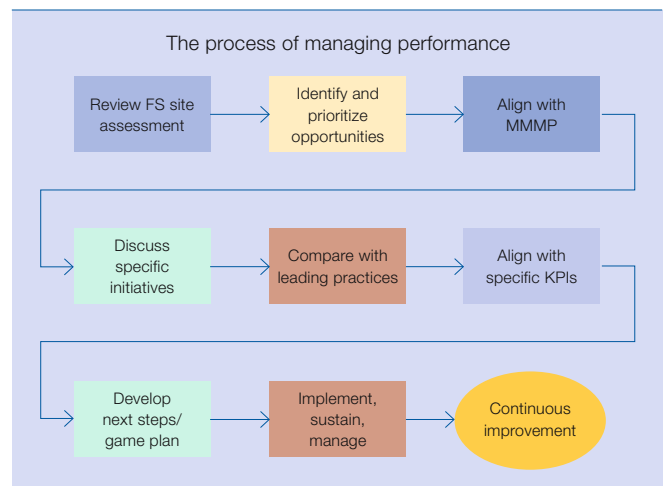 The process of managing performance
Review FS site
assessment
Identify and
prioritize
opportunities
Align with
MMMP
Discuss
specific
initiatives
Compare with
leading practices
Align with
specific KPIs
Develop
next steps/
game plan
Implement,
sustain,
manage
Continuous
improvement